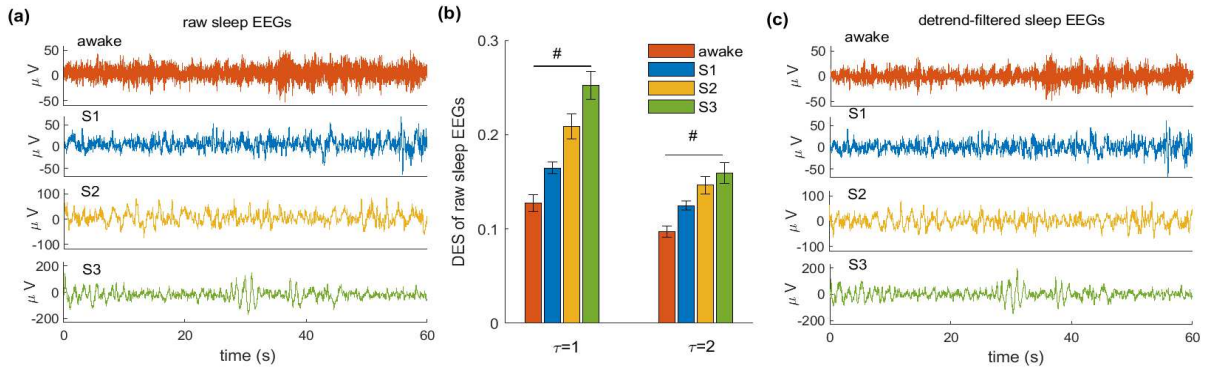 (a)
raw sleep EEGs
awake
50
0
-50
μ V
S1
50
0
-50
μ V
S2
100
0
-100
μ V
S3
200
0
-200
μ V
0 20 40 60
time (s)
(b)
0.3
0.2
0.1
0
DES of raw sleep EEGs
#
#
awake
S1
S2
S3
τ=1 τ=2
(c)
detrend-filtered sleep EEGs
awake
50
0
-50
μ V
S1
50
0
-50
μ V
S2
100
0
-100
μ V
S3
200
0
-200
μ V
0 20 40 60
time (s)